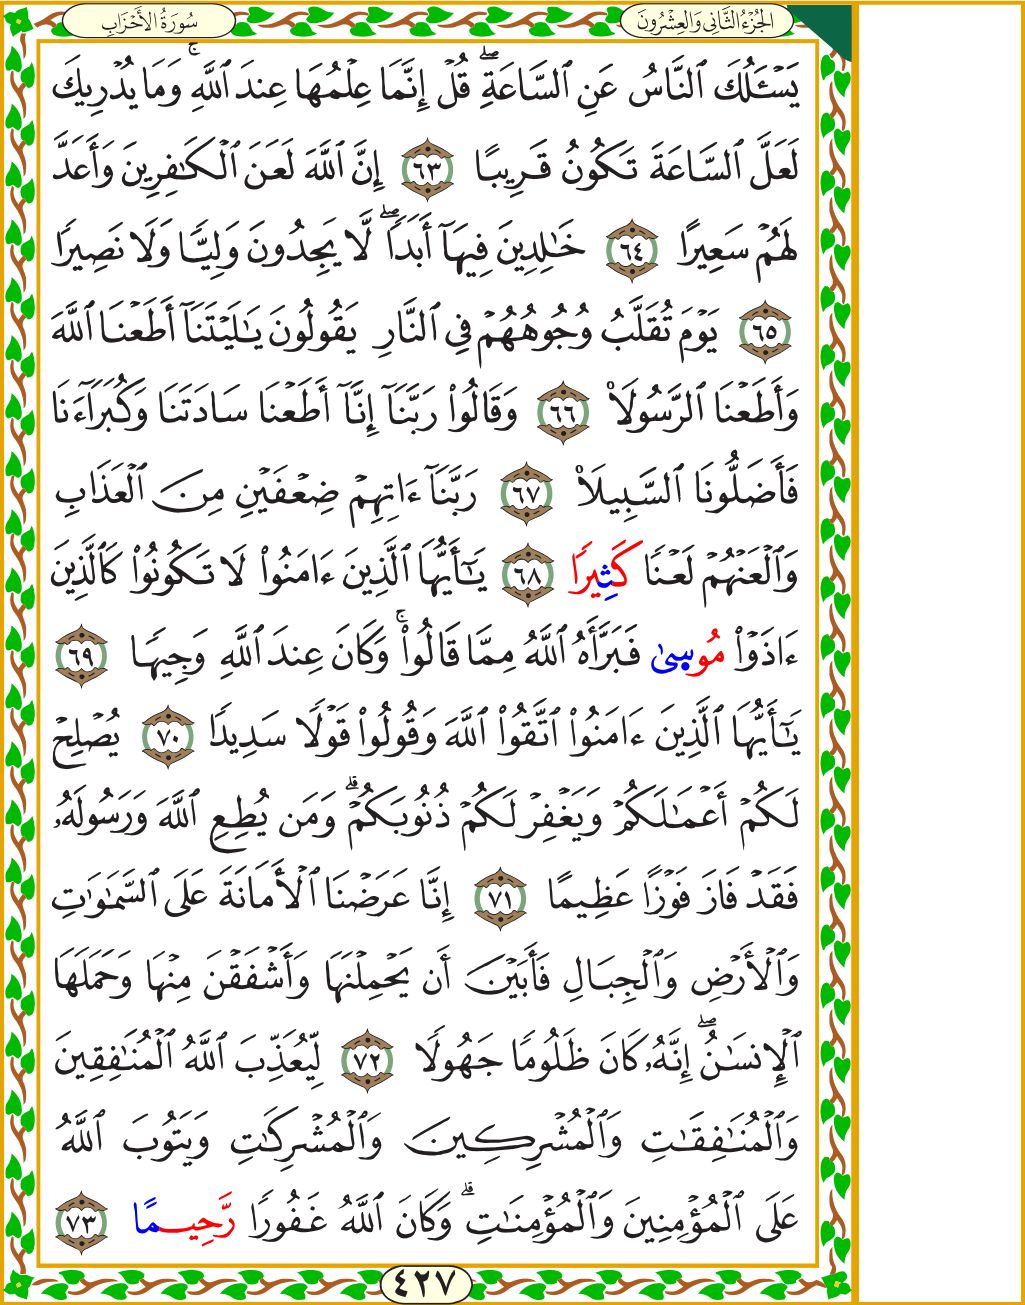 الجُزْءُ الثَّانِي وَالعِشْرُونَ
سُورَةُ الأَحْزَابِ
يَسْـَٔلُكَ ٱلنَّاسُ عَنِ ٱلسَّاعَةِۖ قُلْ إِنَّمَا عِلْمُهَا عِندَ ٱللَّهِۚ وَمَا يُدْرِيكَ
لَعَلَّ ٱلسَّاعَةَ تَكُونُ قَرِيبًا ٦٣ إِنَّ ٱللَّهَ لَعَنَ ٱلْكَٰفِرِينَ وَأَعَدَّ
لَهُمْ سَعِيرًا ٦٤ خَٰلِدِينَ فِيهَآ أَبَدًاۖ لَّا يَجِدُونَ وَلِيًّا وَلَا نَصِيرًا
٦٥ يَوْمَ تُقَلَّبُ وُجُوهُهُمْ فِي ٱلنَّارِ يَقُولُونَ يَٰلَيْتَنَآ أَطَعْنَا ٱللَّهَ
وَأَطَعْنَا ٱلرَّسُولَا۠ ٦٦ وَقَالُوا۟ رَبَّنَآ إِنَّآ أَطَعْنَا سَادَتَنَا وَكُبَرَآءَنَا
فَأَضَلُّونَا ٱلسَّبِيلَا۠ ٦٧ رَبَّنَآ ءَاتِهِمْ ضِعْفَيْنِ مِنَ ٱلْعَذَابِ
وَٱلْعَنْهُمْ لَعْنًا كَثِيرًا ٦٨ يَٰٓأَيُّهَا ٱلَّذِينَ ءَامَنُوا۟ لَا تَكُونُوا۟ كَٱلَّذِينَ
ءَاذَوْا۟ مُوسىٰ فَبَرَّأَهُ ٱللَّهُ مِمَّا قَالُوا۟ۚ وَكَانَ عِندَ ٱللَّهِ وَجِيهًا ٦٩
يَٰٓأَيُّهَا ٱلَّذِينَ ءَامَنُوا۟ ٱتَّقُوا۟ ٱللَّهَ وَقُولُوا۟ قَوْلًا سَدِيدًا ٧٠ يُصْلِحْ
لَكُمْ أَعْمَٰلَكُمْ وَيَغْفِرْ لَكُمْ ذُنُوبَكُمْۗ وَمَن يُطِعِ ٱللَّهَ وَرَسُولَهُۥ
فَقَدْ فَازَ فَوْزًا عَظِيمًا ٧١ إِنَّا عَرَضْنَا ٱلْأَمَانَةَ عَلَى ٱلسَّمَٰوَٰتِ
وَٱلْأَرْضِ وَٱلْجِبَالِ فَأَبَيْنَ أَن يَحْمِلْنَهَا وَأَشْفَقْنَ مِنْهَا وَحَمَلَهَا
ٱلْإِنسَٰنُۖ إِنَّهُۥ كَانَ ظَلُومًا جَهُولًا ٧٢ لِّيُعَذِّبَ ٱللَّهُ ٱلْمُنَٰفِقِينَ
وَٱلْمُنَٰفِقَٰتِ وَٱلْمُشْرِكِينَ وَٱلْمُشْرِكَٰتِ وَيَتُوبَ ٱللَّهُ
عَلَى ٱلْمُؤْمِنِينَ وَٱلْمُؤْمِنَٰتِۗ وَكَانَ ٱللَّهُ غَفُورًا رَّحِيمًا ٧٣
٤٢٧